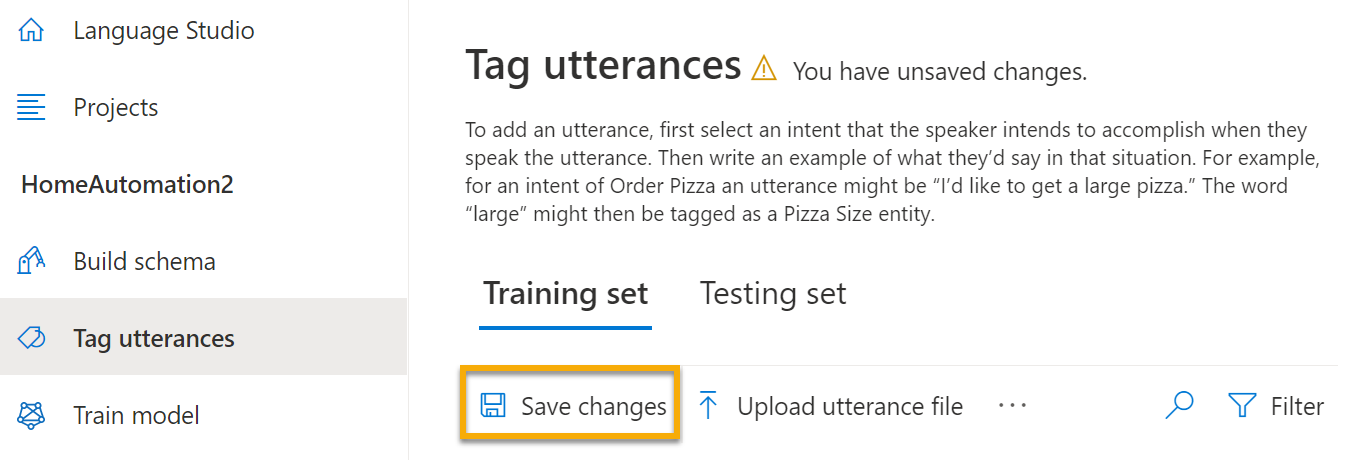 Language Studio
Projects
HomeAutomation2
Build schema
Tag utterances
Train model
Tag utterances You have unsaved changes.
To add an utterance, first select an intent that the speaker intends to accomplish when they
speak the utterance. Then write an example of what they’d say in that situation. For example,
for an intent of Order Pizza an utterance might be “I’d like to get a large pizza.” The word
“large” might then be tagged as a Pizza Size entity.
Training set Testing set
Save changes Upload utterance file ··· Filter